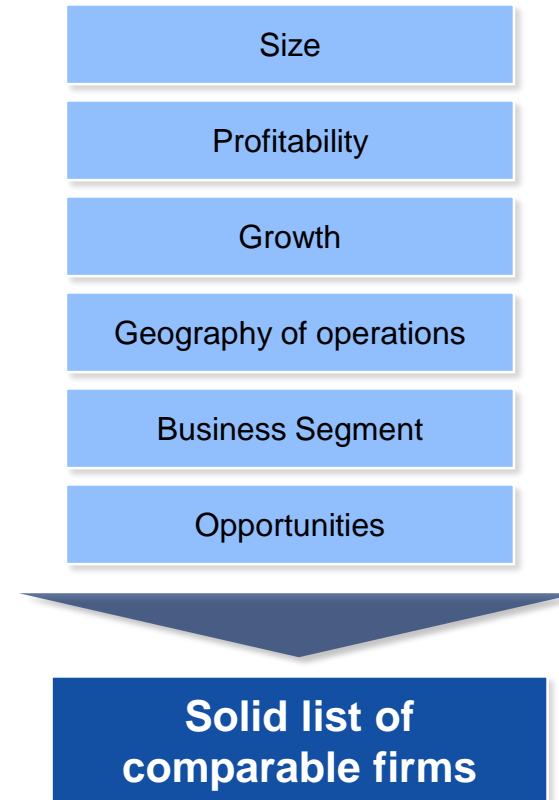 Size
Profitability
Growth
Geography of operations
Business Segment
Opportunities
Solid list of
comparable firms